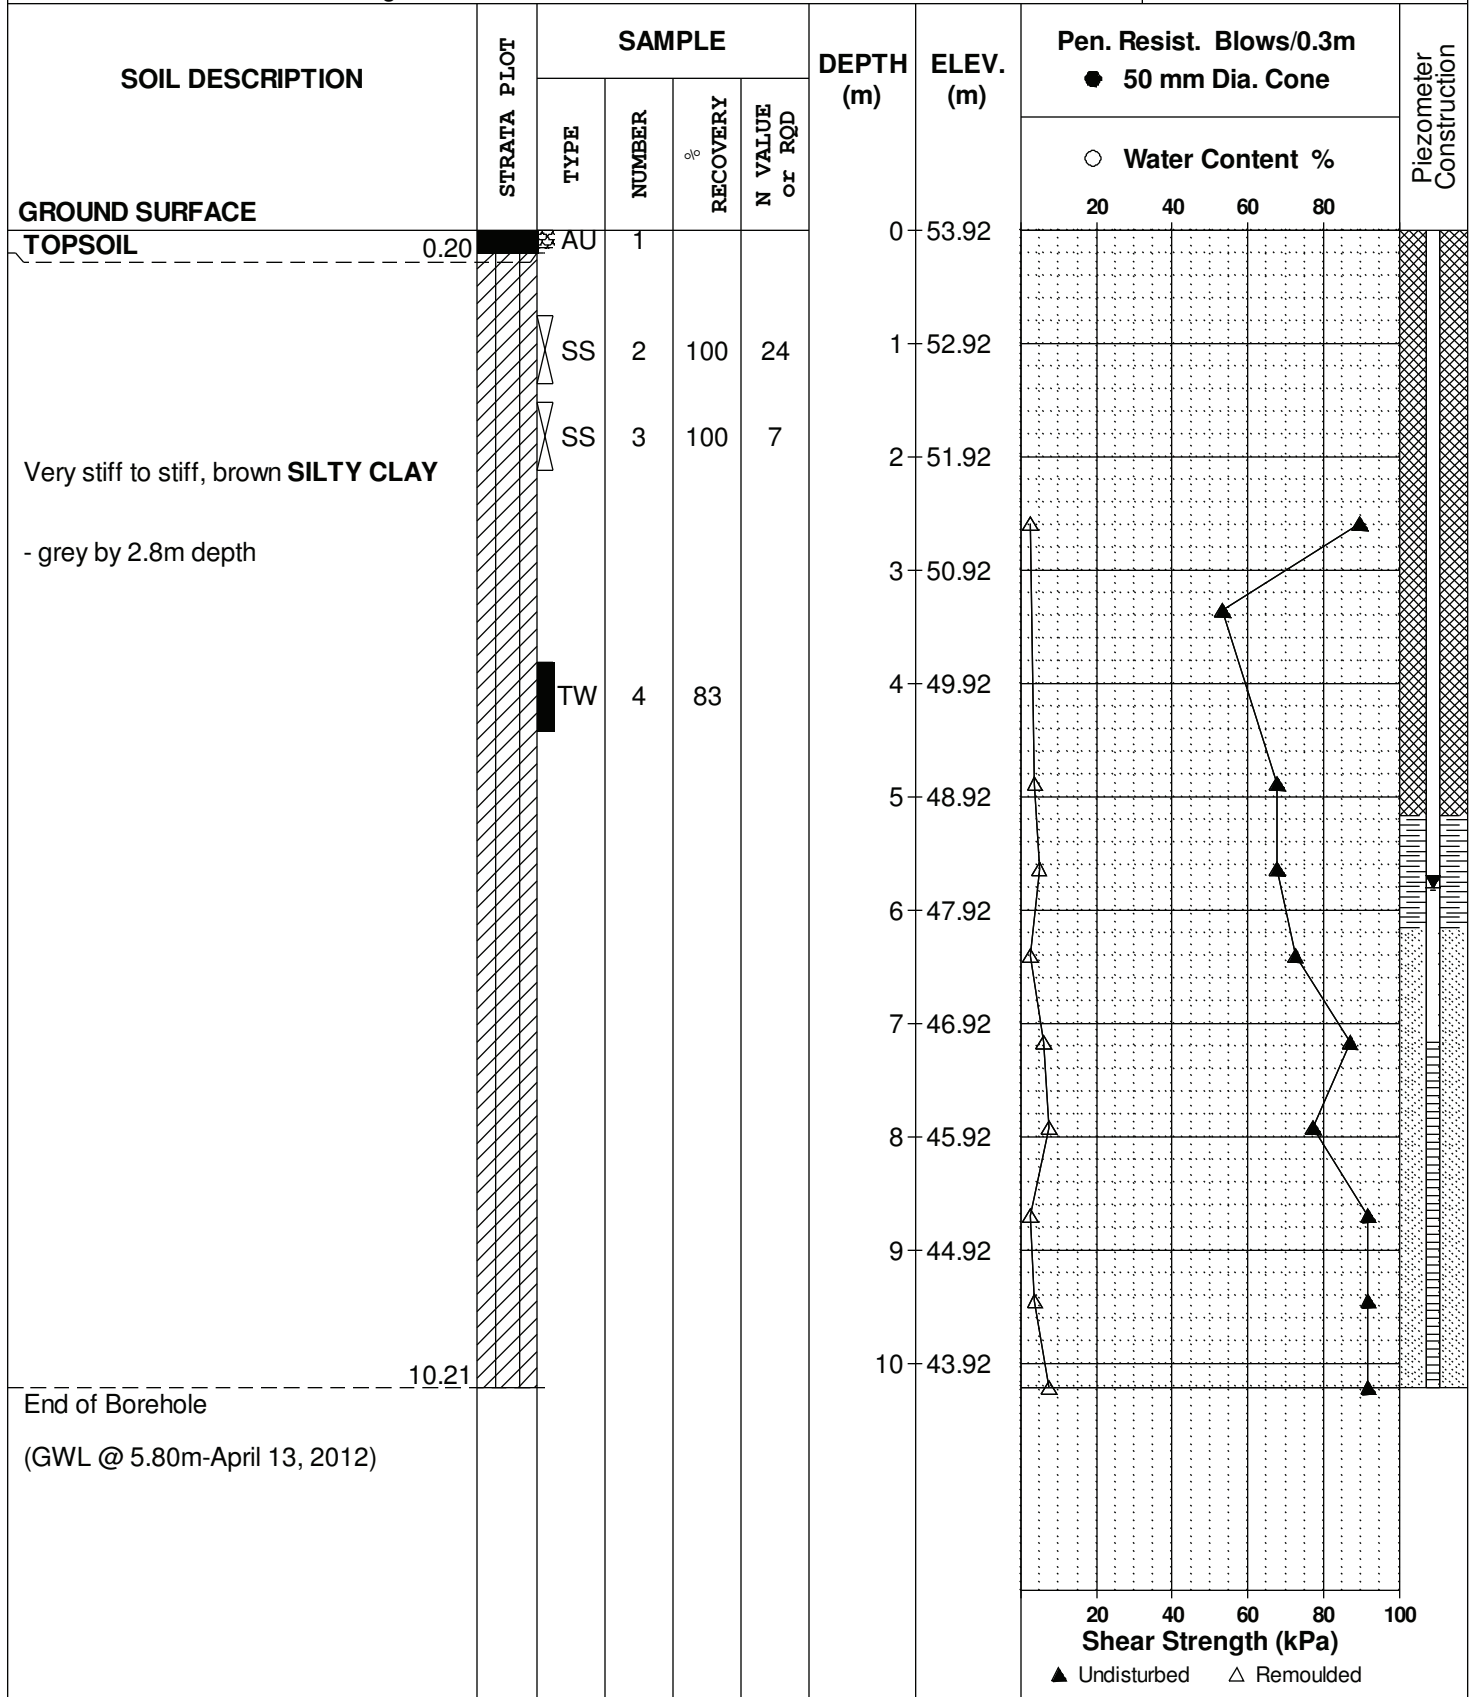 SOIL DESCRIPTION
GROUND SURFACE
STRATA PLOT
SAMPLE
TYPE
NUMBER
% RECOVERY
N VALUE or RQD
DEPTH (m)
ELEV. (m)
Pen. Resist. Blows/0.3m
● 50 mm Dia. Cone
○ Water Content %
20 40 60 80
Piezometer Construction
TOPSOIL 0.20
AU 1
0 53.92
SS 2 100 24
1 52.92
SS 3 100 7
2 51.92
Very stiff to stiff, brown SILTY CLAY
- grey by 2.8m depth
3 50.92
TW 4 83
4 49.92
5 48.92
6 47.92
7 46.92
8 45.92
9 44.92
10 43.92
10.21
End of Borehole
(GWL @ 5.80m-April 13, 2012)
20 40 60 80 100
Shear Strength (kPa)
▲ Undisturbed △ Remoulded